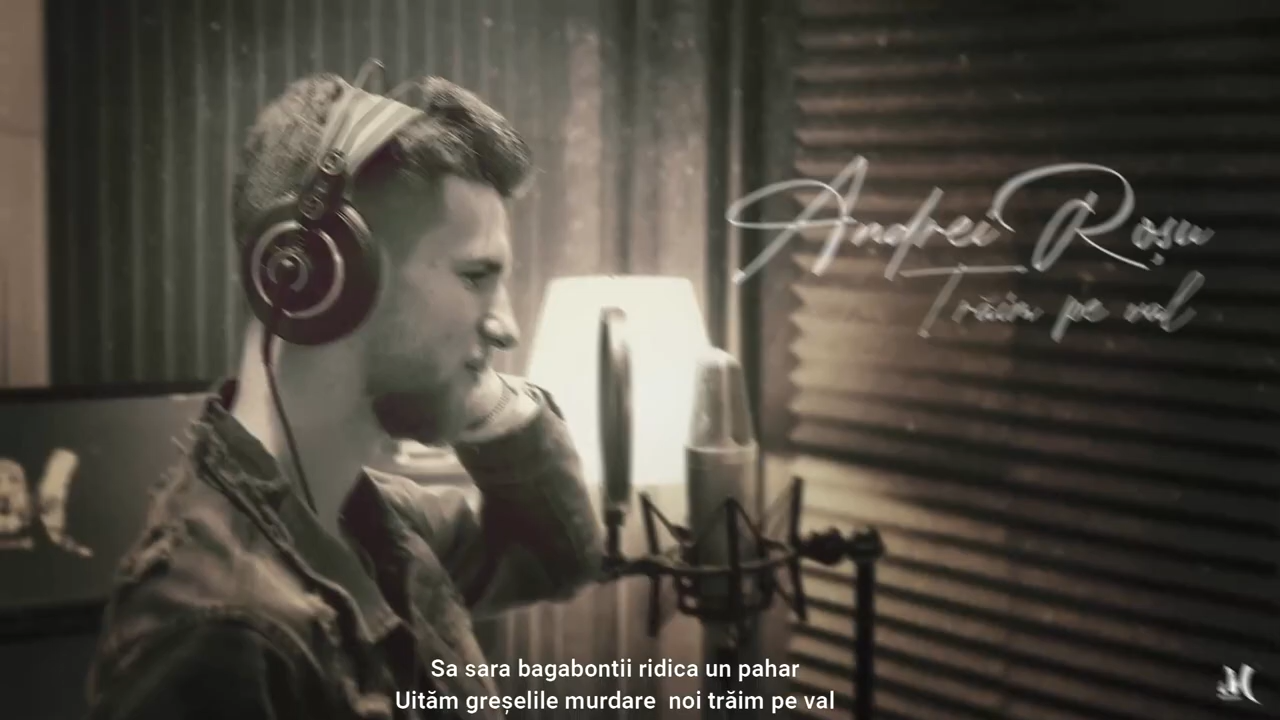 Andrei Roșu
Trăim pe val
Sa sara bagabontii ridica un pahar
Uităm greșelile murdare  noi trăim pe val